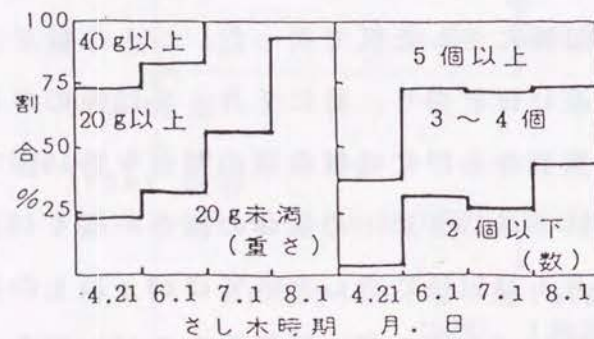 100
75
50
25
割合%
40g以上
20g以上
20g未満
(重さ)
5個以上
3～4個
2個以下
(数)
4.21 6.1 7.1 8.1 4.21 6.1 7.1 8.1
さし木時期 月.日